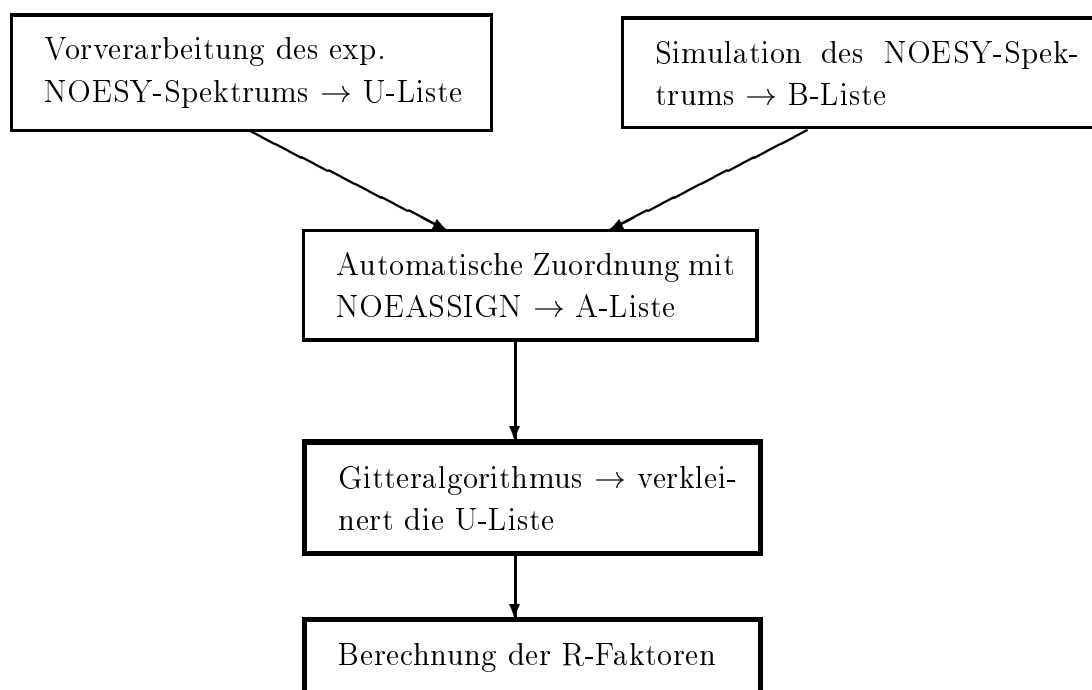 Vorverarbeitung des exp.
NOESY-Spektrums → U-Liste
Simulation des NOESY-Spek-
trums → B-Liste
Automatische Zuordnung mit
NOEASSIGN → A-Liste
Gitteralgorithmus → verklei-
nert die U-Liste
Berechnung der R-Faktoren